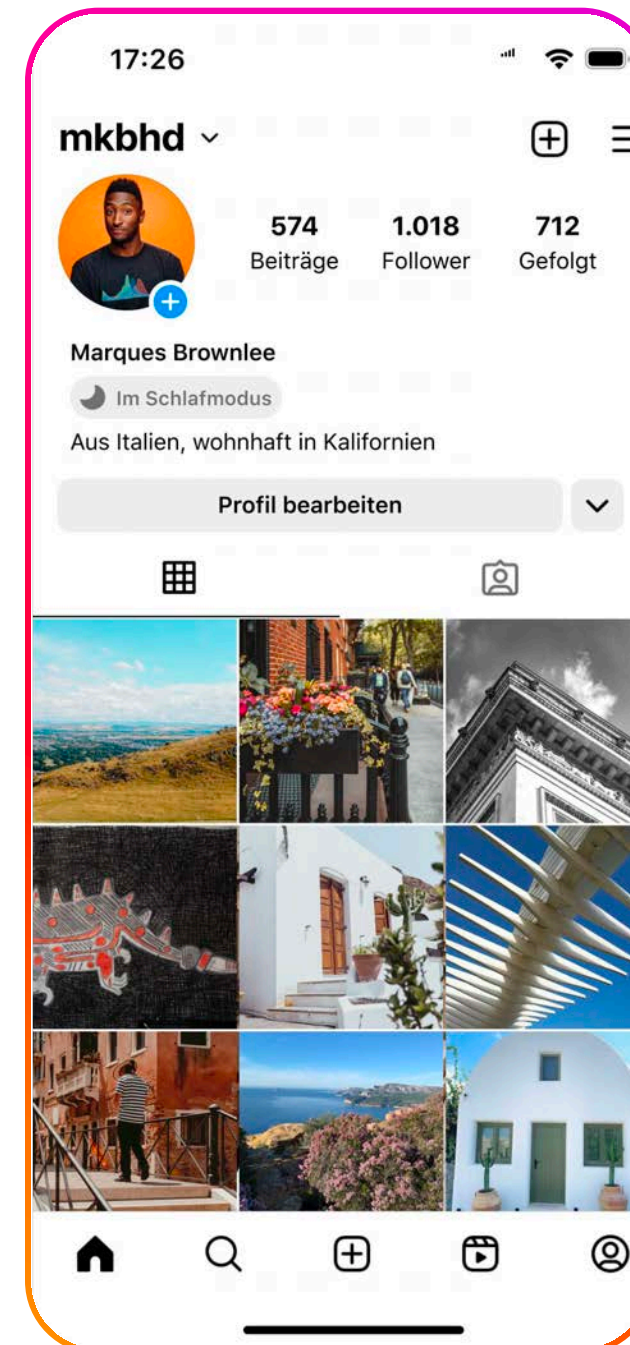 17:26
mkbhd
574 1.018 712
Beiträge Follower Gefolgt
Marques Brownlee
Im Schlafmodus
Aus Italien, wohnhaft in Kalifornien
Profil bearbeiten